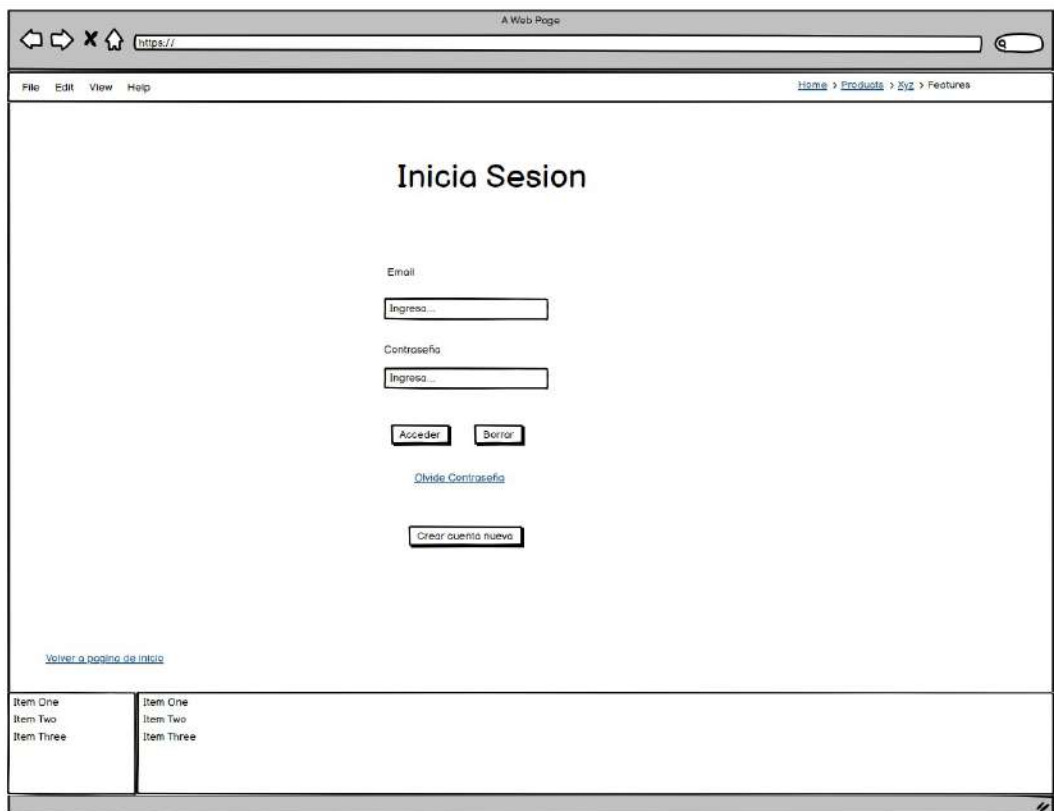 A Web Page
https://
File Edit View Help
Home > Products > Xyz > Features
Inicia Sesion
Email
Ingresa...
Contraseña
Ingresa...
Acceder Borrar
Olvide Contraseña
Crear cuenta nueva
Volver a pagina de inicio
Item One
Item Two
Item Three
Item One
Item Two
Item Three